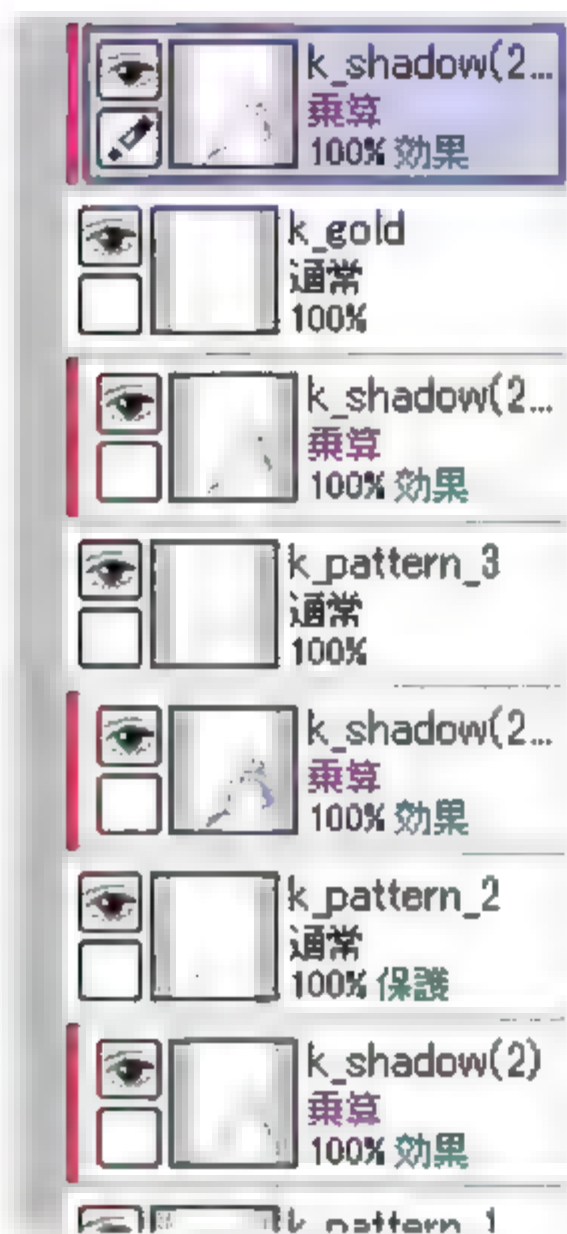 k_shadow(2...
乗算
100% 効果
k_gold
通常
100%
k_shadow(2...
乗算
100% 効果
k_pattern_3
通常
100%
k_shadow(2...
乗算
100% 効果
k_pattern_2
通常
100% 保護
k_shadow(2)
乗算
100% 効果
k_pattern_1